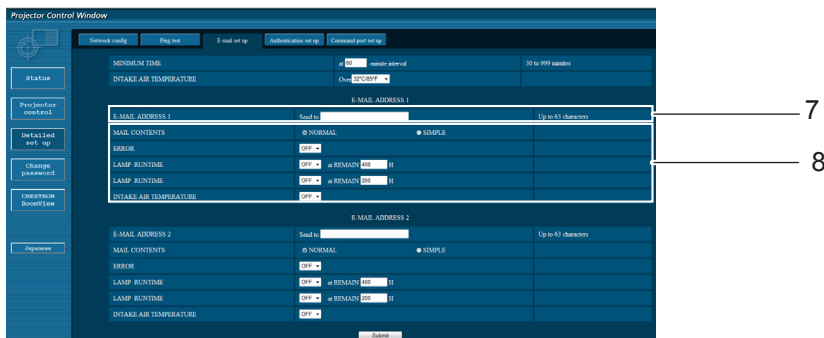 Projector Control Window
Network config Ping test E-mail set up Authentication set up Command port set up
MINIMUM TIME at 60 -minute interval 30 to 999 minutes
INTAKE AIR TEMPERATURE Over 32°C/89°F
Status
E-MAIL ADDRESS 1
Projector control
E-MAIL ADDRESS 1 Send to Up to 63 characters
7
MAIL CONTENTS NORMAL SIMPLE
Detailed set up
ERROR OFF
8
LAMP RUNTIME OFF at REMAIN 400 H
Change password
LAMP RUNTIME OFF at REMAIN 200 H
INTAKE AIR TEMPERATURE OFF
CRESTRON RoomView
E-MAIL ADDRESS 2
E-MAIL ADDRESS 2 Send to Up to 63 characters
Japanese
MAIL CONTENTS NORMAL SIMPLE
ERROR OFF
LAMP RUNTIME OFF at REMAIN 400 H
LAMP RUNTIME OFF at REMAIN 200 H
INTAKE AIR TEMPERATURE OFF
Submit